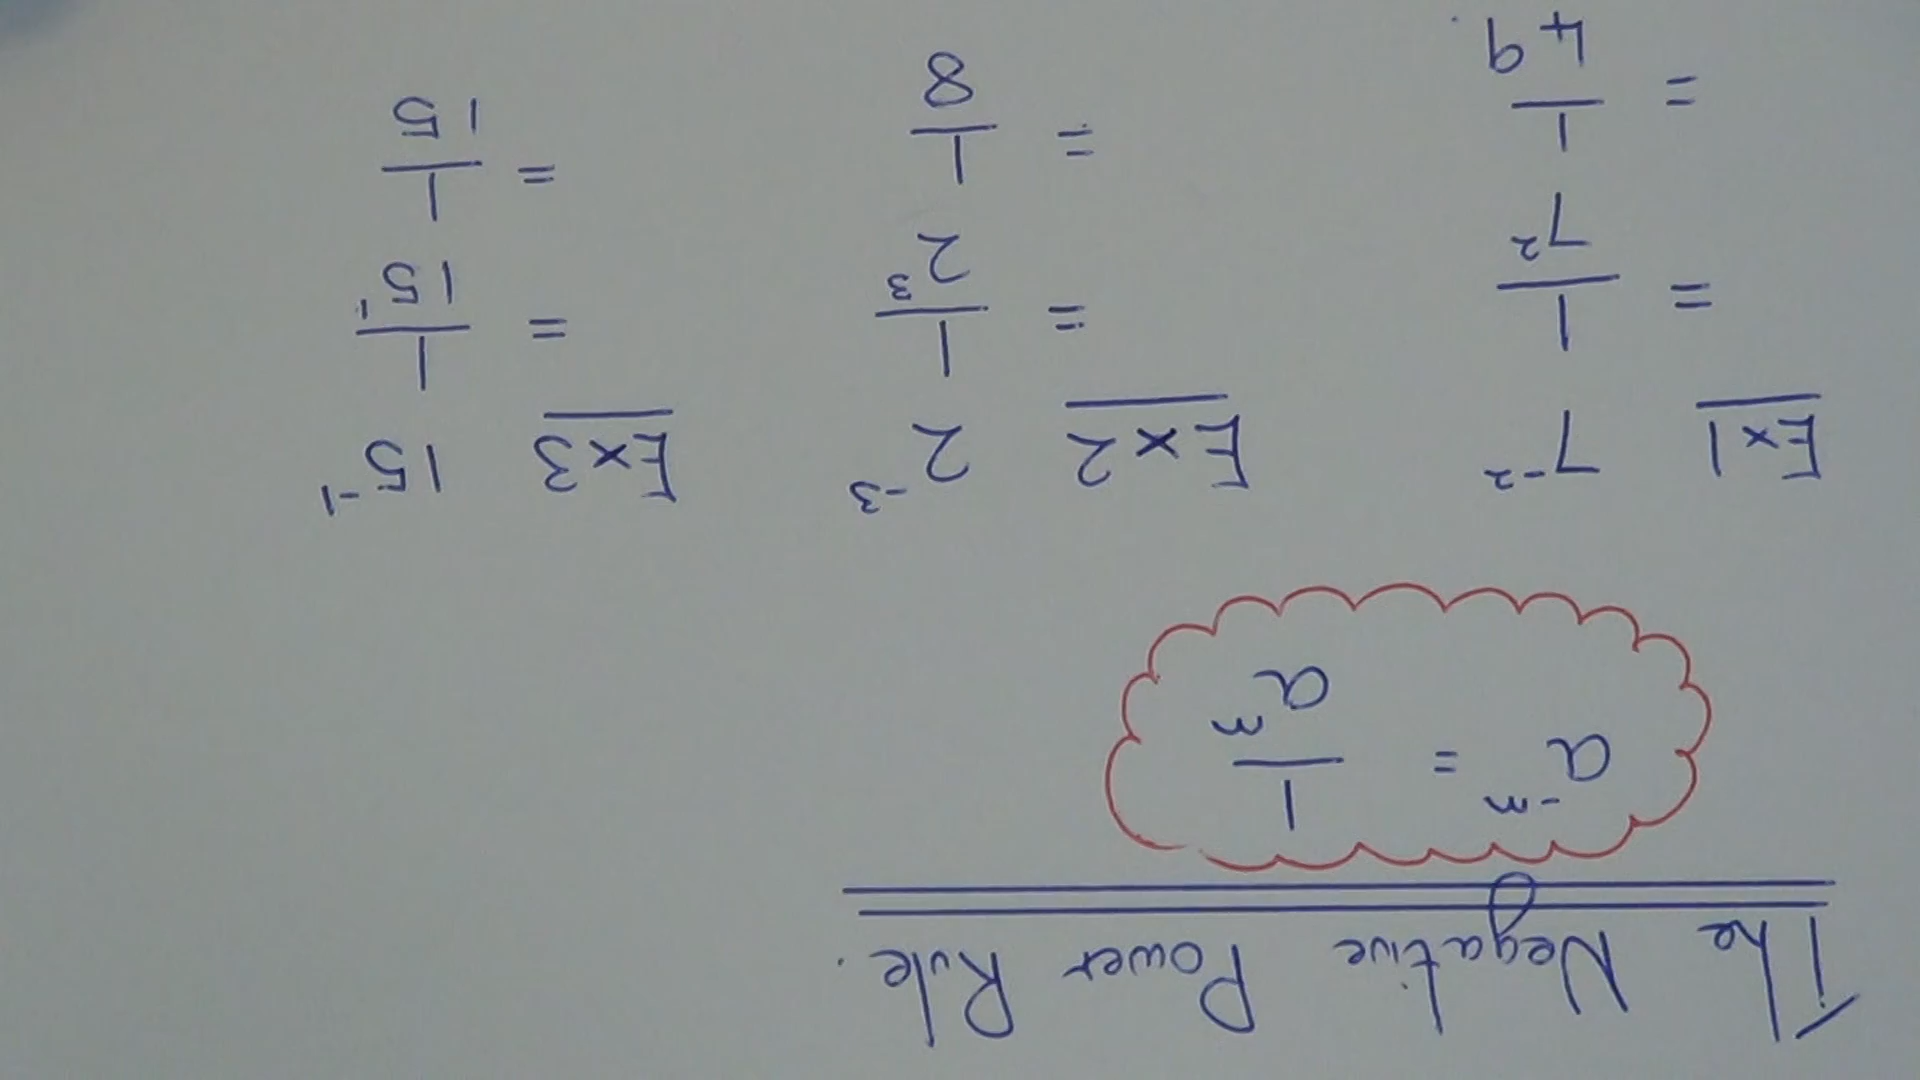 The Negative Power Rule.
a^-m = 1/a^m
Ex1 7^-2 Ex2 2^-3 Ex3 15^-1
= 1/7^2 = 1/2^3 = 1/15^1
= 1/49. = 1/8 = 1/15